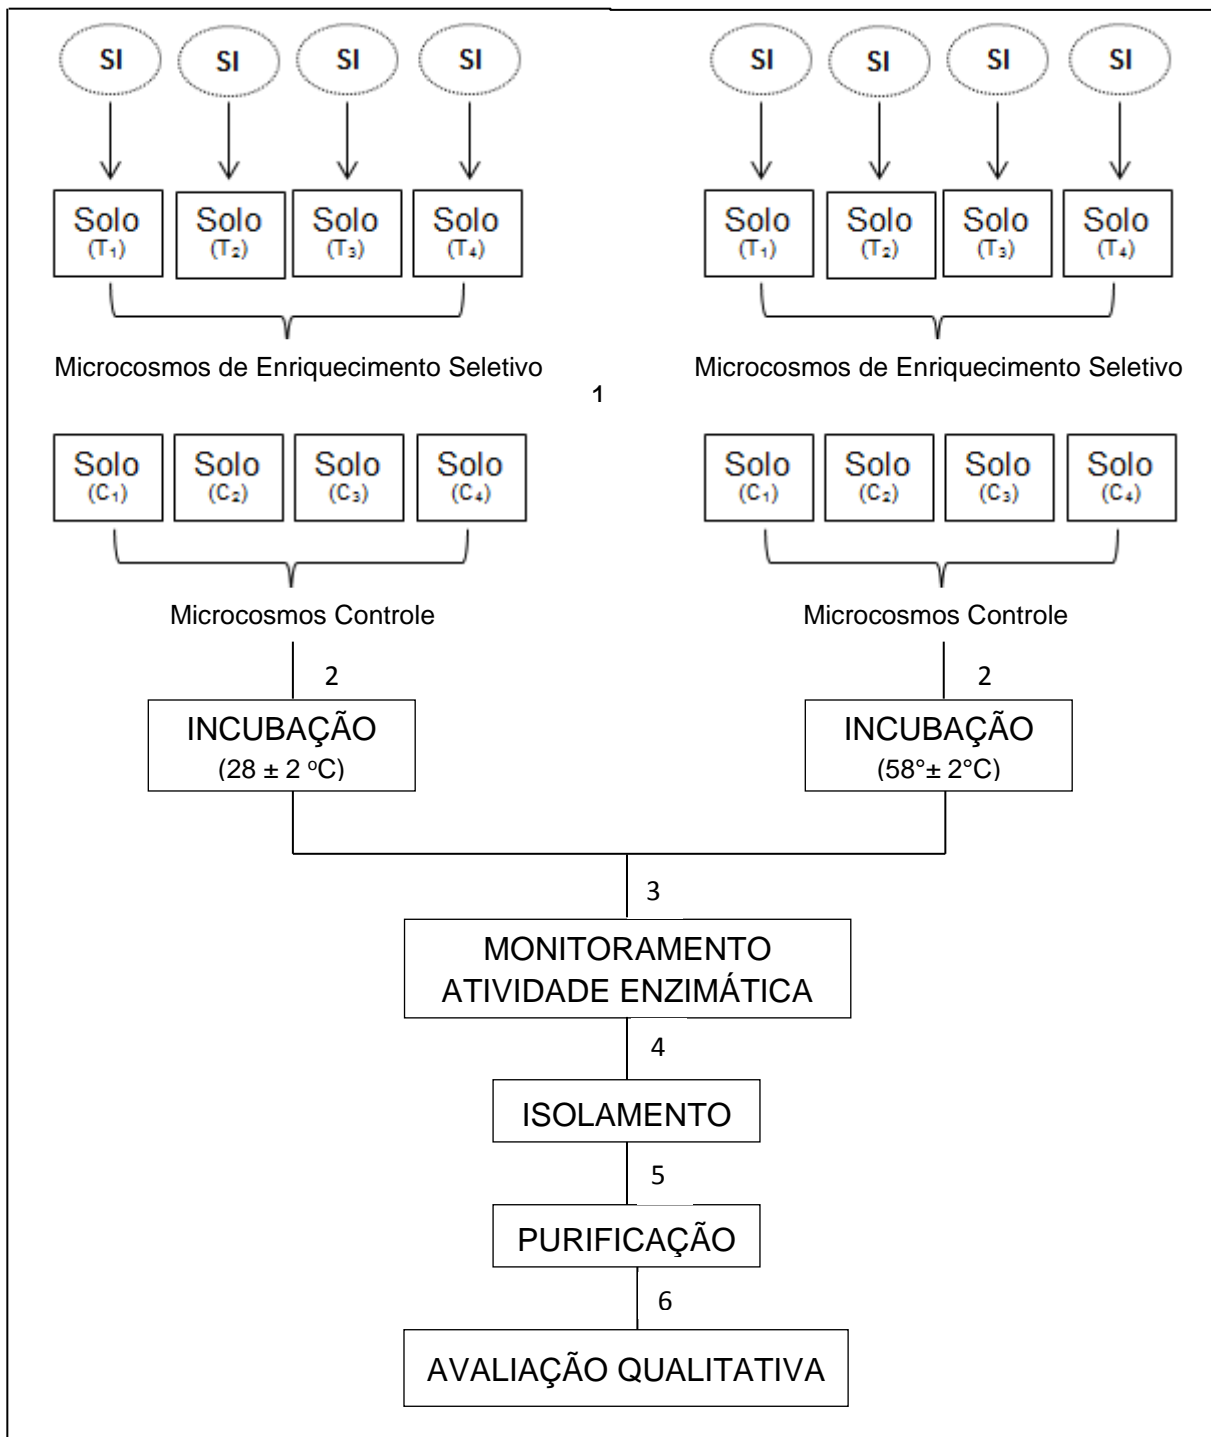 SI SI SI SI SI SI SI SI
Solo Solo Solo Solo Solo Solo Solo Solo
(T₁) (T₂) (T₃) (T₄) (T₁) (T₂) (T₃) (T₄)
Microcosmos de Enriquecimento Seletivo Microcosmos de Enriquecimento Seletivo
1
Solo Solo Solo Solo Solo Solo Solo Solo
(C₁) (C₂) (C₃) (C₄) (C₁) (C₂) (C₃) (C₄)
Microcosmos Controle Microcosmos Controle
2 2
INCUBAÇÃO INCUBAÇÃO
(28 ± 2 ºC) (58°± 2°C)
3
MONITORAMENTO
ATIVIDADE ENZIMÁTICA
4
ISOLAMENTO
5
PURIFICAÇÃO
6
AVALIAÇÃO QUALITATIVA